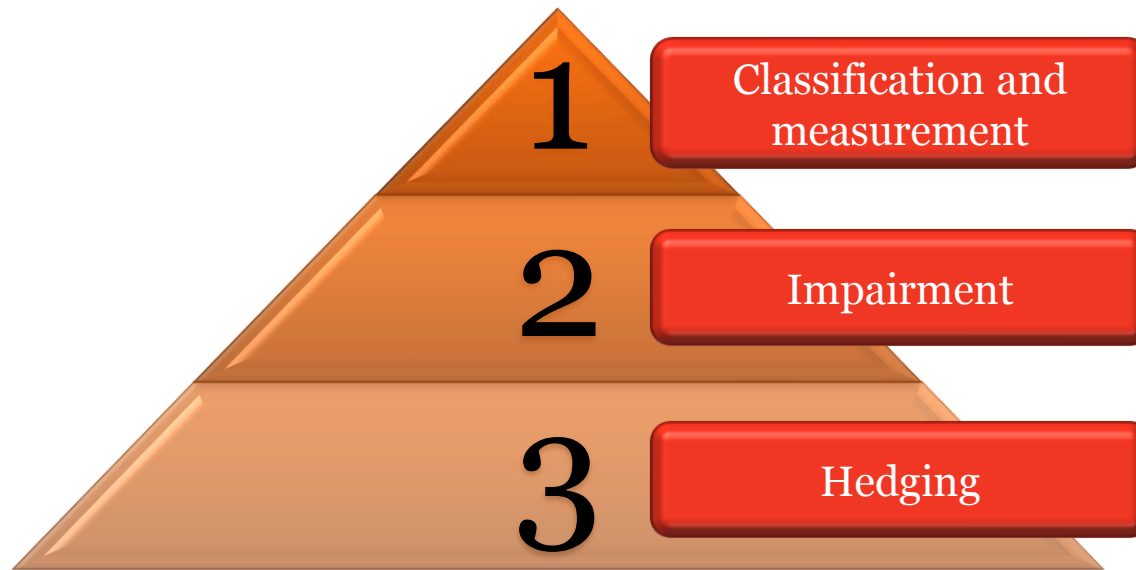 1
Classification and
measurement
2
Impairment
3
Hedging